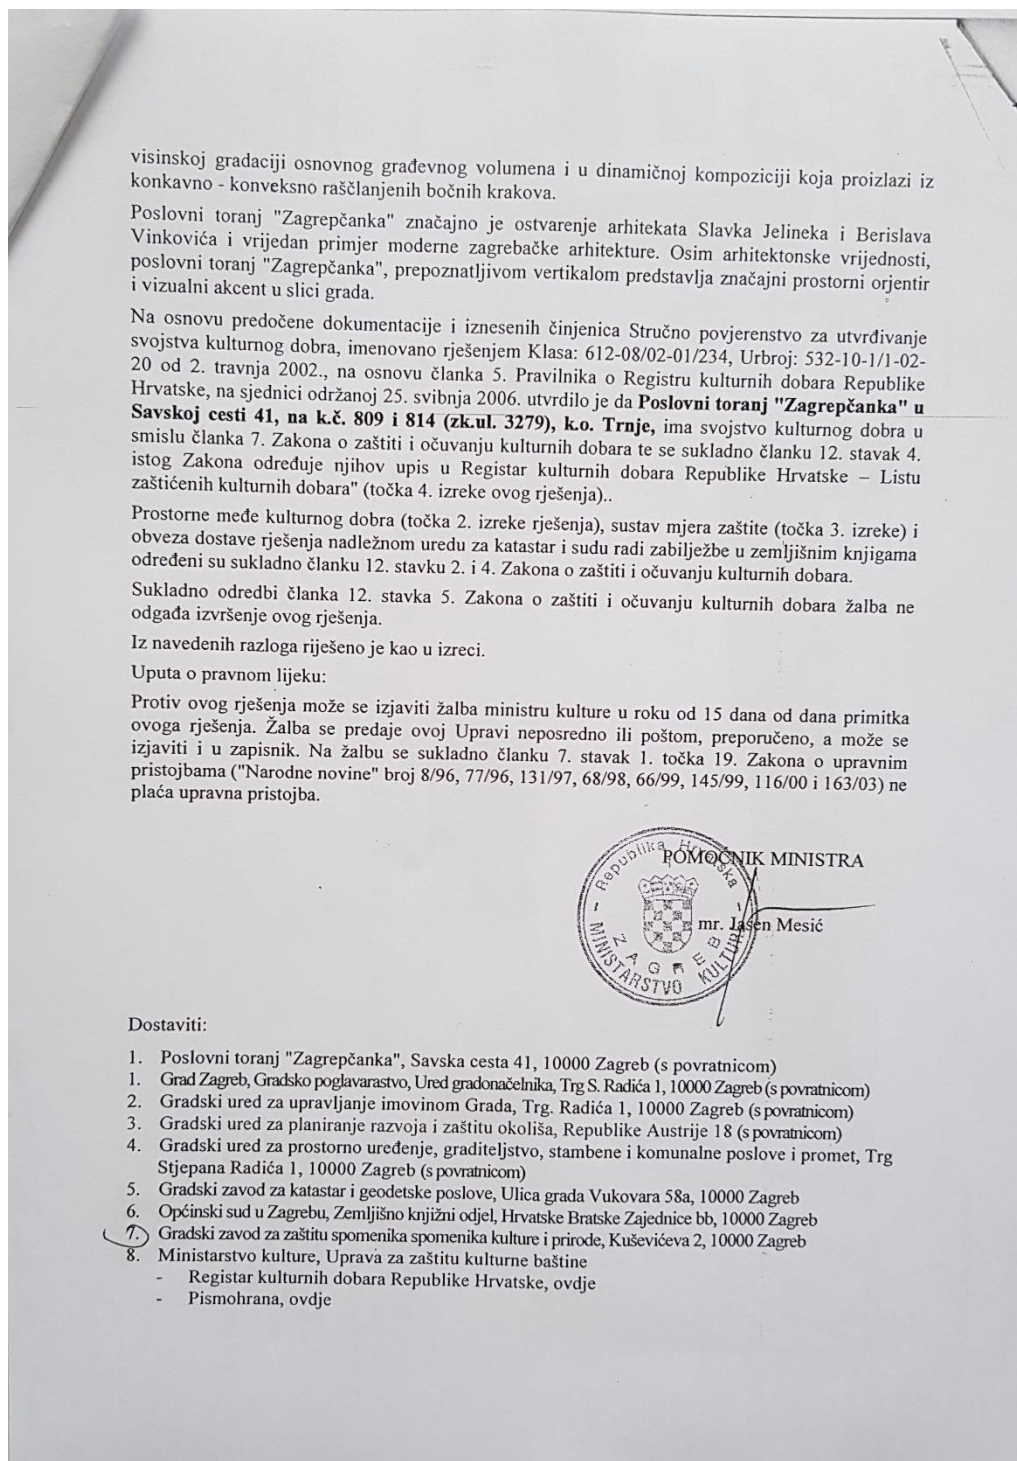 visinskoj gradaciji osnovnog građevnog volumena i u dinamičnoj kompoziciji koja proizlazi iz
konkavno - konveksno raščlanjenih bočnih krakova.
Poslovni toranj "Zagrepčanka" značajno je ostvarenje arhitekata Slavka Jelineka i Berislava
Vinkovića i vrijedan primjer moderne zagrebačke arhitekture. Osim arhitektonske vrijednosti,
poslovni toranj "Zagrepčanka", prepoznatljivom vertikalom predstavlja značajni prostorni orjentir
i vizualni akcent u slici grada.
Na osnovu predočene dokumentacije i iznesenih činjenica Stručno povjerenstvo za utvrđivanje
svojstva kulturnog dobra, imenovano rješenjem Klasa: 612-08/02-01/234, Urbroj: 532-10-1/1-02-
20 od 2. travnja 2002., na osnovu članka 5. Pravilnika o Registru kulturnih dobara Republike
Hrvatske, na sjednici održanoj 25. svibnja 2006. utvrdilo je da Poslovni toranj "Zagrepčanka" u
Savskoj cesti 41, na k.č. 809 i 814 (zk.ul. 3279), k.o. Trnje, ima svojstvo kulturnog dobra u
smislu članka 7. Zakona o zaštiti i očuvanju kulturnih dobara te se sukladno članku 12. stavak 4.
istog Zakona određuje njihov upis u Registar kulturnih dobara Republike Hrvatske – Listu
zaštićenih kulturnih dobara" (točka 4. izreke ovog rješenja)..
Prostorne međe kulturnog dobra (točka 2. izreke rješenja), sustav mjera zaštite (točka 3. izreke) i
obveza dostave rješenja nadležnom uredu za katastar i sudu radi zabilježbe u zemljišnim knjigama
određeni su sukladno članku 12. stavku 2. i 4. Zakona o zaštiti i očuvanju kulturnih dobara.
Sukladno odredbi članka 12. stavka 5. Zakona o zaštiti i očuvanju kulturnih dobara žalba ne
odgađa izvršenje ovog rješenja.
Iz navedenih razloga riješeno je kao u izreci.
Uputa o pravnom lijeku:
Protiv ovog rješenja može se izjaviti žalba ministru kulture u roku od 15 dana od dana primitka
ovoga rješenja. Žalba se predaje ovoj Upravi neposredno ili poštom, preporučeno, a može se
izjaviti i u zapisnik. Na žalbu se sukladno članku 7. stavak 1. točka 19. Zakona o upravnim
pristojbama ("Narodne novine" broj 8/96, 77/96, 131/97, 68/98, 66/99, 145/99, 116/00 i 163/03) ne
plaća upravna pristojba.
POMOĆNIK MINISTRA
mr. Jasen Mesić
Republika Hrvatska
MINISTARSTVO KULTURE
ZAGREB
Dostaviti:
1. Poslovni toranj "Zagrepčanka", Savska cesta 41, 10000 Zagreb (s povratnicom)
1. Grad Zagreb, Gradsko poglavarastvo, Ured gradonačelnika, Trg S. Radića 1, 10000 Zagreb (s povratnicom)
2. Gradski ured za upravljanje imovinom Grada, Trg. Radića 1, 10000 Zagreb (s povratnicom)
3. Gradski ured za planiranje razvoja i zaštitu okoliša, Republike Austrije 18 (s povratnicom)
4. Gradski ured za prostorno uređenje, graditeljstvo, stambene i komunalne poslove i promet, Trg
Stjepana Radića 1, 10000 Zagreb (s povratnicom)
5. Gradski zavod za katastar i geodetske poslove, Ulica grada Vukovara 58a, 10000 Zagreb
6. Općinski sud u Zagrebu, Zemljišno knjižni odjel, Hrvatske Bratske Zajednice bb, 10000 Zagreb
7. Gradski zavod za zaštitu spomenika spomenika kulture i prirode, Kuševićeva 2, 10000 Zagreb
8. Ministarstvo kulture, Uprava za zaštitu kulturne baštine
- Registar kulturnih dobara Republike Hrvatske, ovdje
- Pismohrana, ovdje